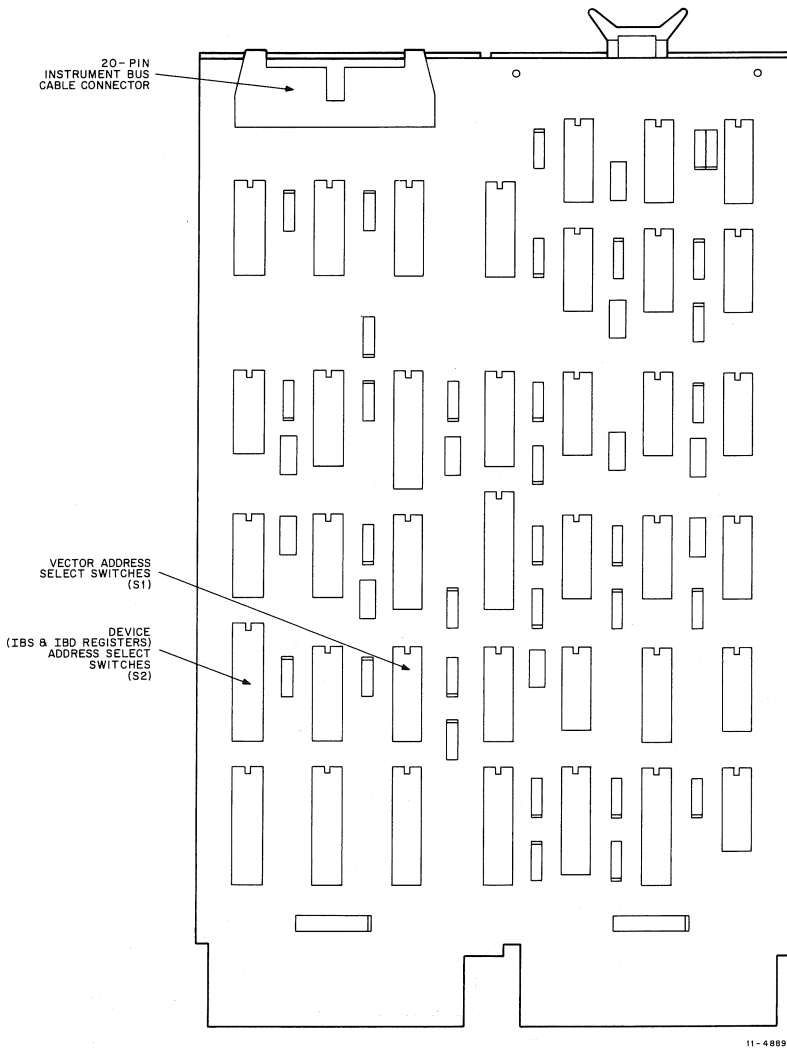 20-PIN
INSTRUMENT BUS
CABLE CONNECTOR
VECTOR ADDRESS
SELECT SWITCHES
(S1)
DEVICE
(IBS & IBD REGISTERS)
ADDRESS SELECT
SWITCHES
(S2)
11-4889